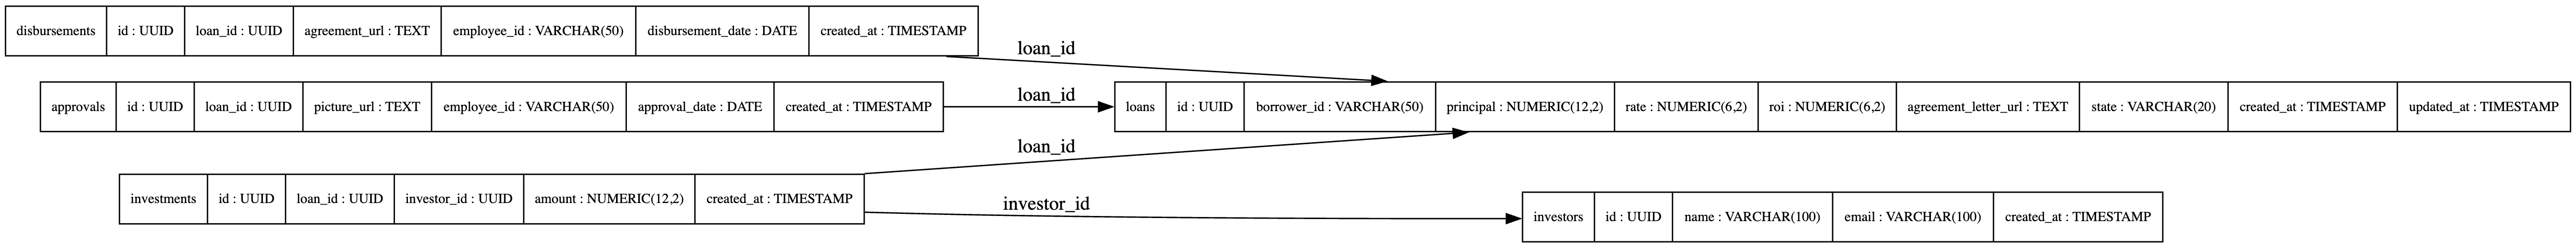 disbursements id : UUID loan_id : UUID agreement_url : TEXT employee_id : VARCHAR(50) disbursement_date : DATE created_at : TIMESTAMP
loan_id
approvals id : UUID loan_id : UUID picture_url : TEXT employee_id : VARCHAR(50) approval_date : DATE created_at : TIMESTAMP
loan_id
loans id : UUID borrower_id : VARCHAR(50) principal : NUMERIC(12,2) rate : NUMERIC(6,2) roi : NUMERIC(6,2) agreement_letter_url : TEXT state : VARCHAR(20) created_at : TIMESTAMP updated_at : TIMESTAMP
loan_id
investments id : UUID loan_id : UUID investor_id : UUID amount : NUMERIC(12,2) created_at : TIMESTAMP
investor_id
investors id : UUID name : VARCHAR(100) email : VARCHAR(100) created_at : TIMESTAMP